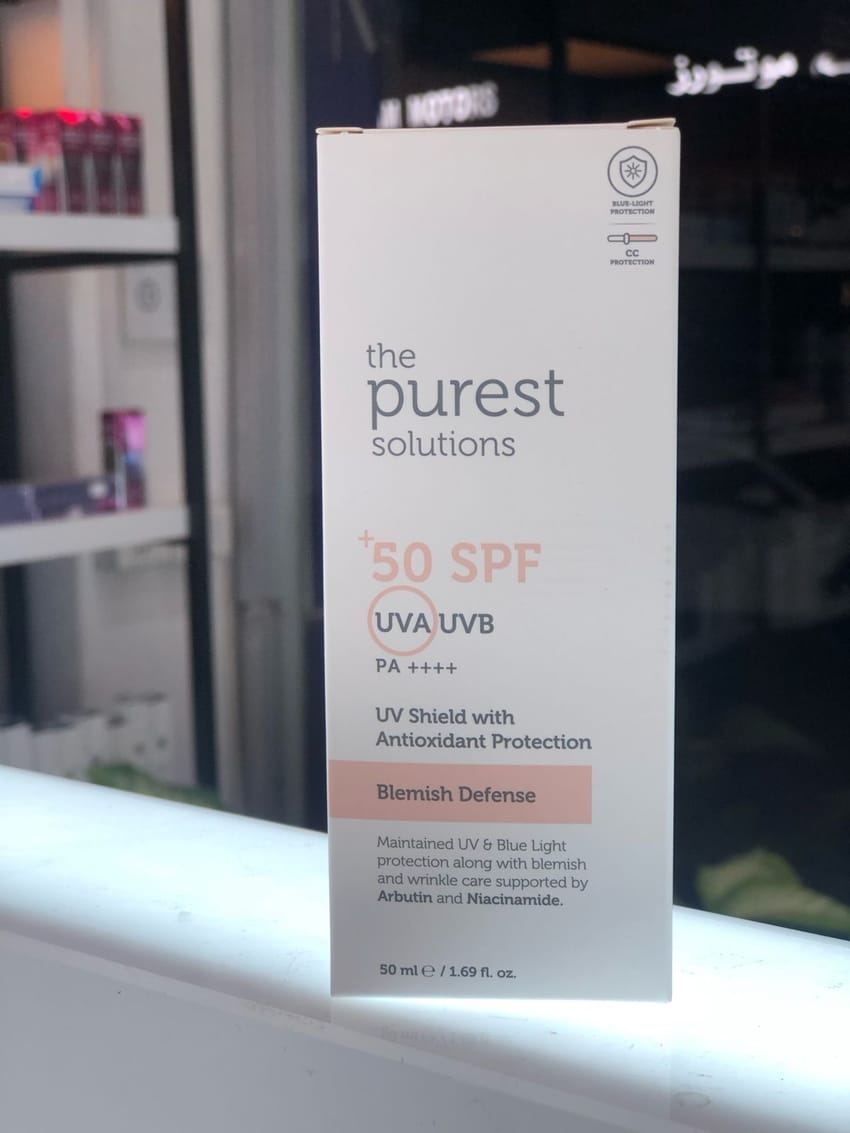 موتورز
MOTORS
BLUE-LIGHT
PROTECTION
CC
PROTECTION
the
purest
solutions
+50 SPF
UVA UVB
PA ++++
UV Shield with
Antioxidant Protection
Blemish Defense
Maintained UV & Blue Light
protection along with blemish
and wrinkle care supported by
Arbutin and Niacinamide.
50 ml ℮ / 1.69 fl. oz.